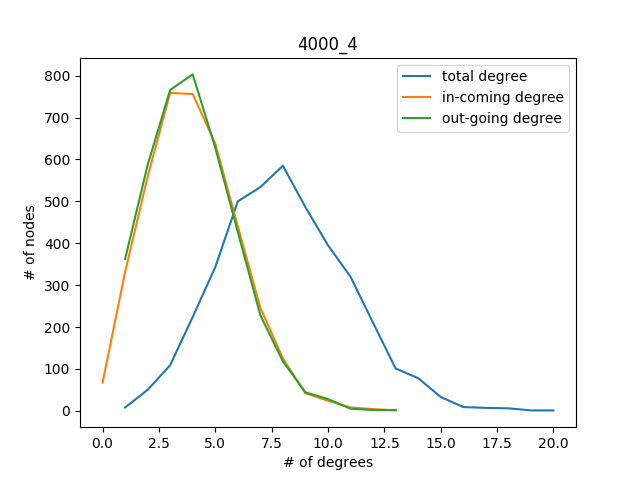 4000_4
total degree
in-coming degree
out-going degree
800
700
600
500
400
300
200
100
0
# of nodes
0.0 2.5 5.0 7.5 10.0 12.5 15.0 17.5 20.0
# of degrees